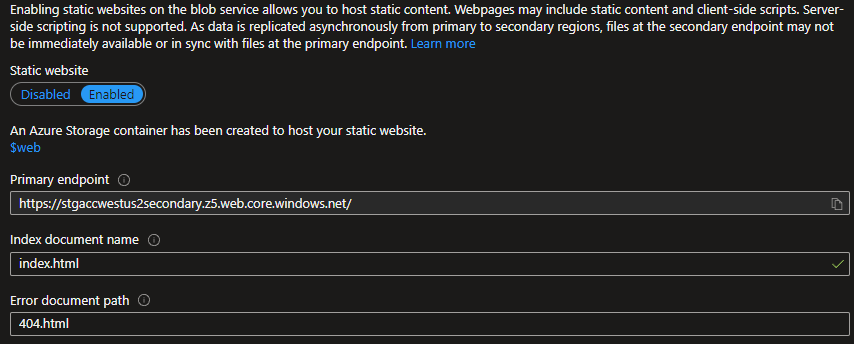 Enabling static websites on the blob service allows you to host static content. Webpages may include static content and client-side scripts. Server-
side scripting is not supported. As data is replicated asynchronously from primary to secondary regions, files at the secondary endpoint may not
be immediately available or in sync with files at the primary endpoint. Learn more
Static website
Disabled Enabled
An Azure Storage container has been created to host your static website.
$web
Primary endpoint
https://stgaccwestus2secondary.z5.web.core.windows.net/
Index document name
index.html
Error document path
404.html